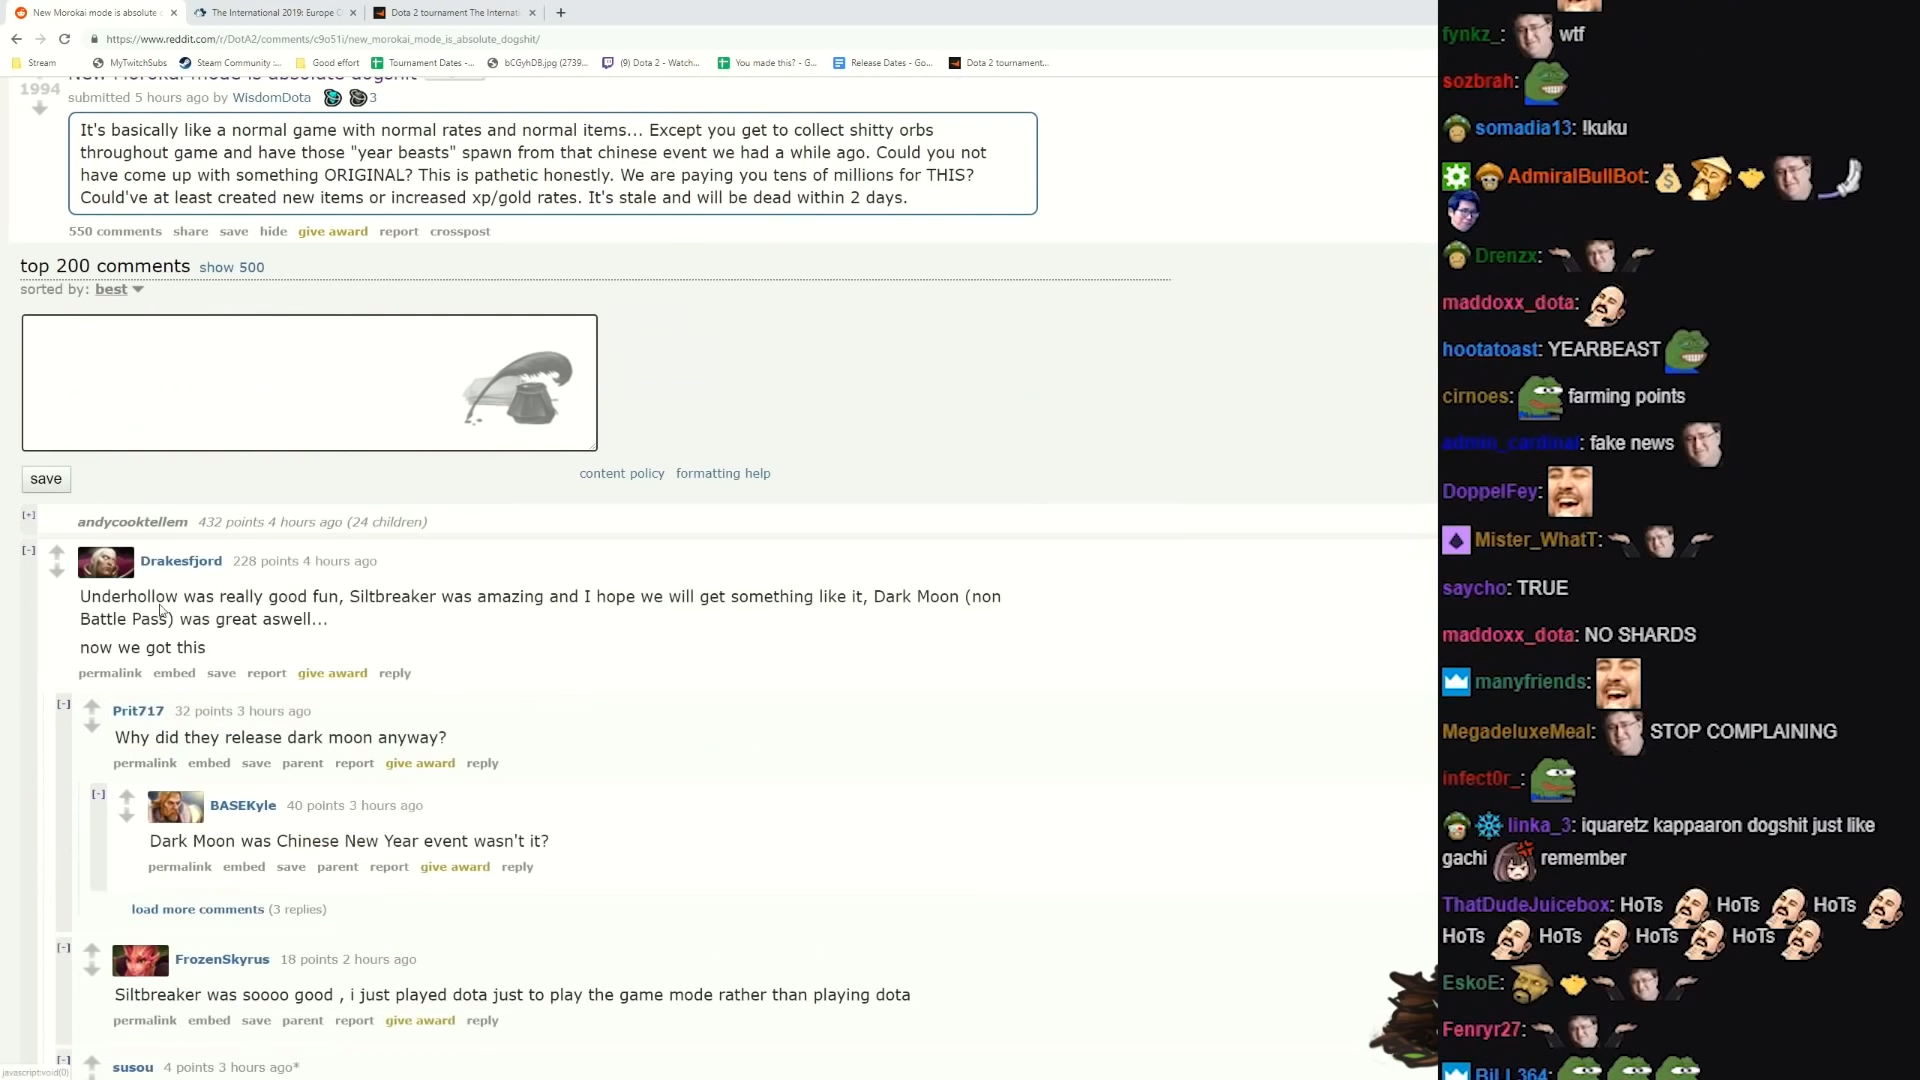 New Morokai mode is absolute
The International 2019: Europe
Dota 2 tournament The Internat
https://www.reddit.com/r/DotA2/comments/c9o51i/new_morokai_mode_is_absolute_dogshit/
Stream
MyTwitchSubs
Steam Community :...
Good effort
Tournament Dates -...
bCGyhDB.jpg (2739...
(9) Dota 2 - Watch...
You made this? - G...
Release Dates - Go...
Dota 2 tournament...
New Morokai mode is absolute dogshit
1994
submitted 5 hours ago by WisdomDota 3
It's basically like a normal game with normal rates and normal items... Except you get to collect shitty orbs
throughout game and have those "year beasts" spawn from that chinese event we had a while ago. Could you not
have come up with something ORIGINAL? This is pathetic honestly. We are paying you tens of millions for THIS?
Could've at least created new items or increased xp/gold rates. It's stale and will be dead within 2 days.
550 comments share save hide give award report crosspost
top 200 comments show 500
sorted by: best
save
content policy formatting help
[+] andycooktellem 432 points 4 hours ago (24 children)
[-] Drakesfjord 228 points 4 hours ago
Underhollow was really good fun, Siltbreaker was amazing and I hope we will get something like it, Dark Moon (non
Battle Pass) was great aswell...
now we got this
permalink embed save report give award reply
[-] Prit717 32 points 3 hours ago
Why did they release dark moon anyway?
permalink embed save parent report give award reply
[-] BASEKyle 40 points 3 hours ago
Dark Moon was Chinese New Year event wasn't it?
permalink embed save parent report give award reply
load more comments (3 replies)
[-] FrozenSkyrus 18 points 2 hours ago
Siltbreaker was soooo good , i just played dota just to play the game mode rather than playing dota
permalink embed save parent report give award reply
[-] susou 4 points 3 hours ago*
javascript:void(0)
fynkz_: wtf
sozbrah:
somadia13: !kuku
AdmiralBullBot:
Drenzx:
maddoxx_dota:
hootatoast: YEARBEAST
cirnoes: farming points
admin_cardinal: fake news
DoppelFey:
Mister_WhatT:
saycho: TRUE
maddoxx_dota: NO SHARDS
manyfriends:
MegadeluxeMeal: STOP COMPLAINING
infect0r_:
linka_3: iquaretz kappaaron dogshit just like
gachi remember
ThatDudeJuicebox: HoTs HoTs HoTs
HoTs HoTs HoTs HoTs
EskoE:
Fenryr27:
BiLL364: